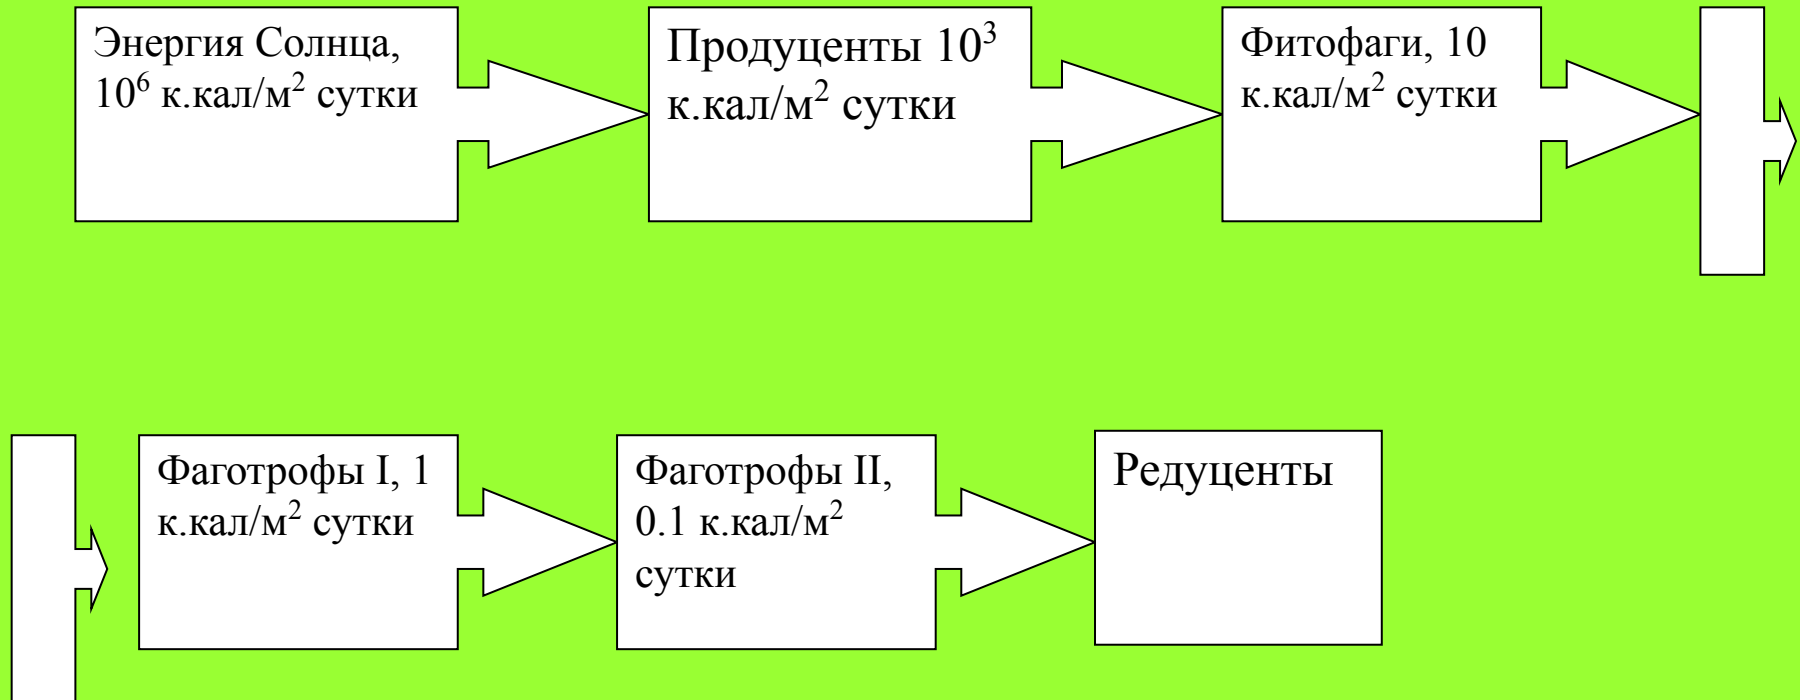 Энергия Солнца,
10⁶ к.кал/м² сутки
Продуценты 10³
к.кал/м² сутки
Фитофаги, 10
к.кал/м² сутки
Фаготрофы I, 1
к.кал/м² сутки
Фаготрофы II,
0.1 к.кал/м²
сутки
Редуценты